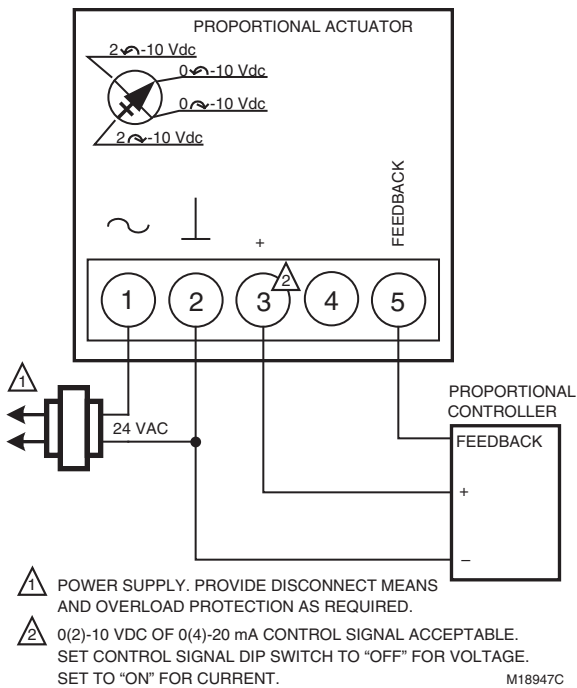 PROPORTIONAL ACTUATOR
2 -10 Vdc
0 -10 Vdc
0 -10 Vdc
2 -10 Vdc
FEEDBACK
+
2
1 2 3 4 5
1
24 VAC
PROPORTIONAL
CONTROLLER
FEEDBACK
+
–
1 POWER SUPPLY. PROVIDE DISCONNECT MEANS
AND OVERLOAD PROTECTION AS REQUIRED.
2 0(2)-10 VDC OF 0(4)-20 mA CONTROL SIGNAL ACCEPTABLE.
SET CONTROL SIGNAL DIP SWITCH TO “OFF” FOR VOLTAGE.
SET TO “ON” FOR CURRENT.
M18947C